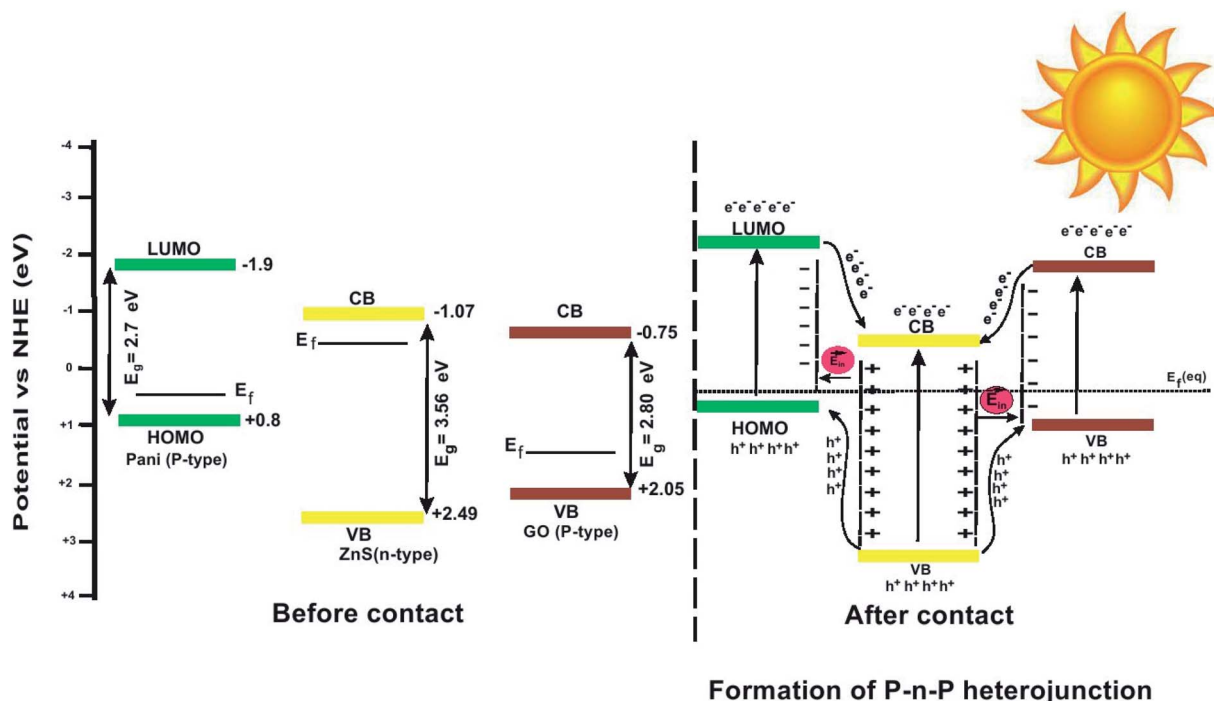 Potential vs NHE (eV)
-4
-3
-2
-1
0
+1
+2
+3
+4
LUMO
-1.9
Eg = 2.7 eV
Ef
+0.8
HOMO
Pani (P-type)
CB
-1.07
Ef
Eg = 3.56 eV
+2.49
VB
ZnS(n-type)
CB
-0.75
Ef
Eg = 2.80 eV
+2.05
VB
GO (P-type)
Before contact
e- e- e- e- e-
LUMO
e-
e-
e-
e-
- - - - -
Ein
HOMO
h+ h+ h+ h+
h+
h+
h+
h+
e- e- e- e-
CB
+ + + + + + + +
+ + + + + + + +
VB
h+ h+ h+ h+
e- e- e- e- e-
CB
e-
e-
e-
e-
Ef (eq)
Ein
VB
h+ h+ h+ h+
h+
h+
h+
h+
After contact
Formation of P-n-P heterojunction